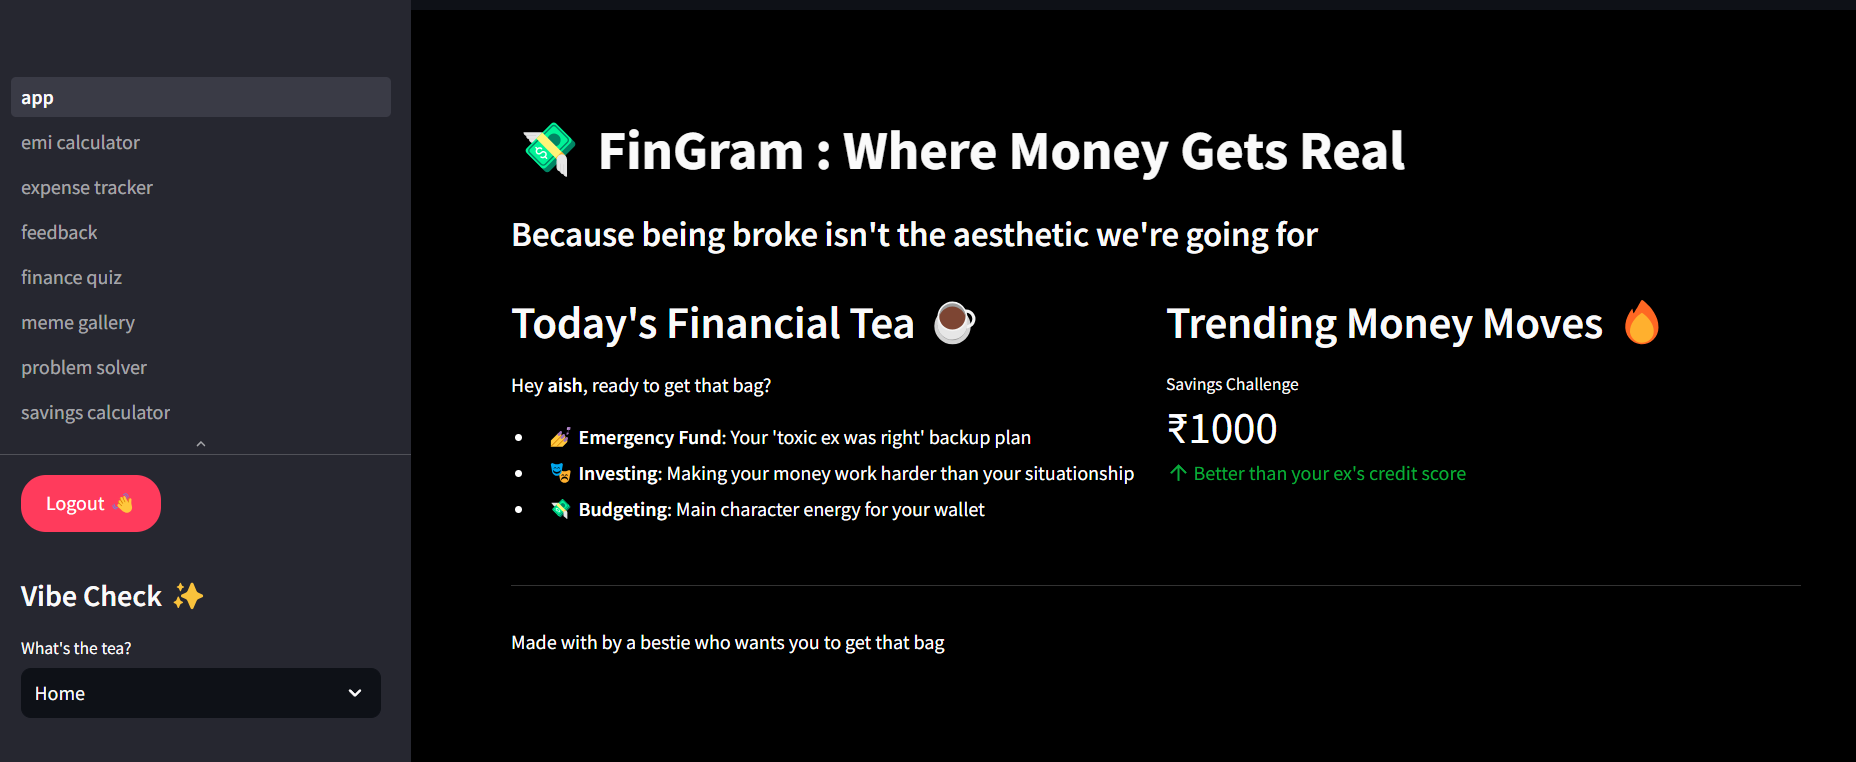 app
emi calculator
expense tracker
feedback
finance quiz
meme gallery
problem solver
savings calculator
Logout 👋
Vibe Check ✨
What's the tea?
Home
💸 FinGram : Where Money Gets Real
Because being broke isn't the aesthetic we're going for
Today's Financial Tea ☕
Hey aish, ready to get that bag?
💅 Emergency Fund: Your 'toxic ex was right' backup plan
🎭 Investing: Making your money work harder than your situationship
💸 Budgeting: Main character energy for your wallet
Trending Money Moves 🔥
Savings Challenge
₹1000
↑ Better than your ex's credit score
Made with by a bestie who wants you to get that bag